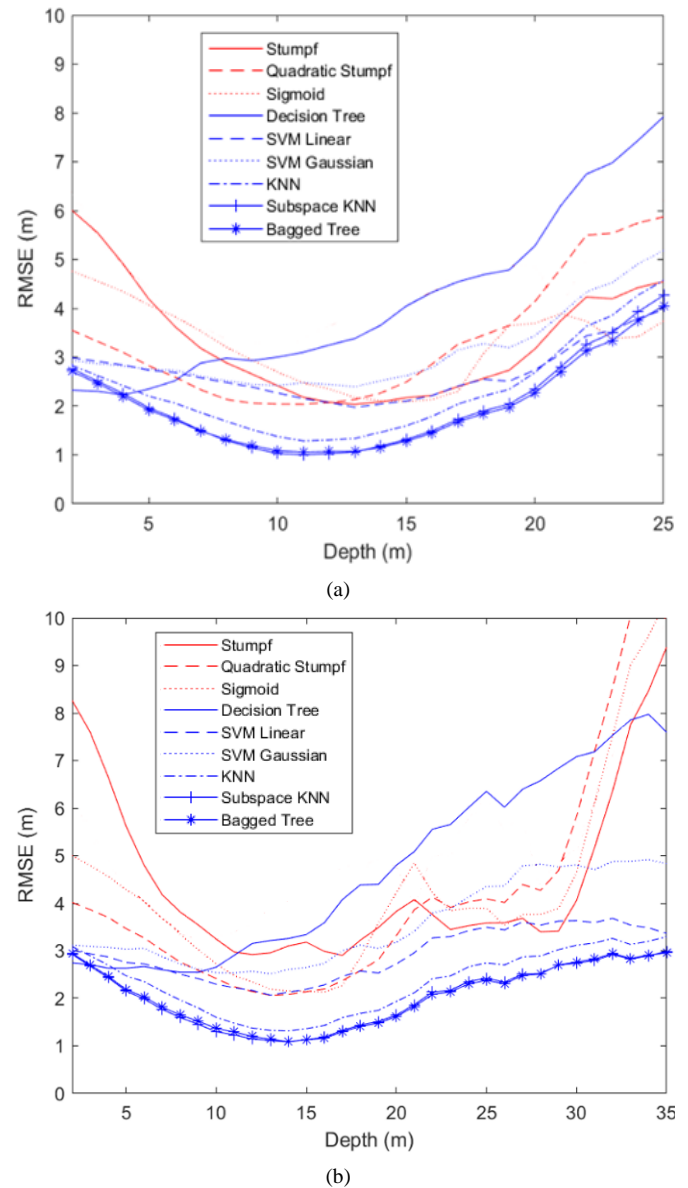 10
9
8
7
6
5
4
3
2
1
0
RMSE (m)
Stumpf
Quadratic Stumpf
Sigmoid
Decision Tree
SVM Linear
SVM Gaussian
KNN
Subspace KNN
Bagged Tree
5 10 15 20 25
Depth (m)
(a)
10
9
8
7
6
5
4
3
2
1
0
RMSE (m)
Stumpf
Quadratic Stumpf
Sigmoid
Decision Tree
SVM Linear
SVM Gaussian
KNN
Subspace KNN
Bagged Tree
5 10 15 20 25 30 35
Depth (m)
(b)